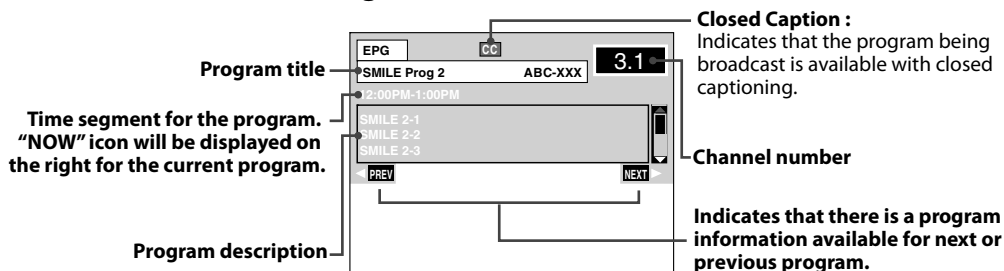 Closed Caption :
Indicates that the program being
broadcast is available with closed
captioning.
EPG
CC
3.1
Program title
SMILE Prog 2 ABC-XXX
12:00PM-1:00PM
Time segment for the program.
“NOW” icon will be displayed on
the right for the current program.
SMILE 2-1
SMILE 2-2
SMILE 2-3
Channel number
PREV NEXT
Indicates that there is a program
information available for next or
previous program.
Program description